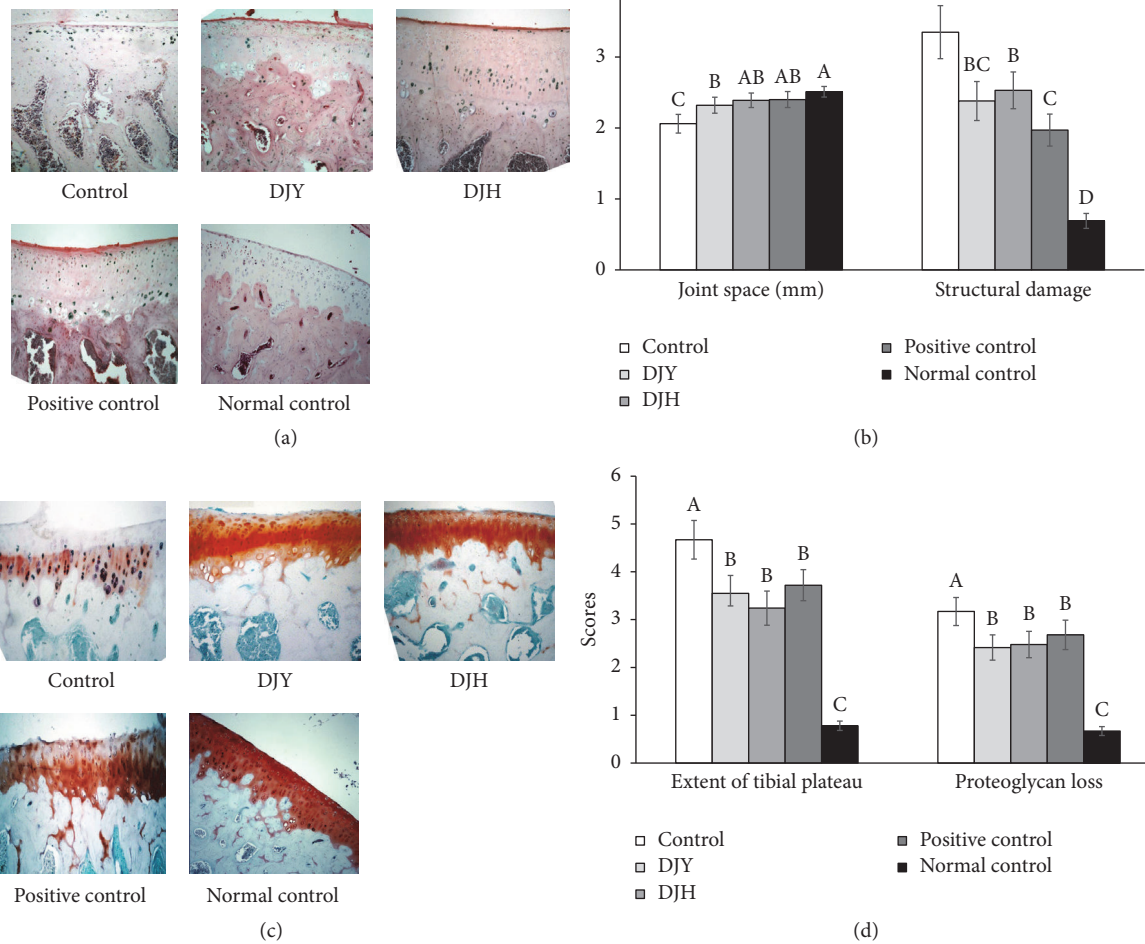 Control
DJY
DJH
Positive control
Normal control
(a)
3
2
1
0
C
B
AB
AB
A
BC
B
C
D
Joint space (mm)
Structural damage
Control
DJY
DJH
Positive control
Normal control
(b)
Control
DJY
DJH
Positive control
Normal control
(c)
6
5
4
3
2
1
0
Scores
A
B
B
B
C
A
B
B
B
C
Extent of tibial plateau
Proteoglycan loss
Control
DJY
DJH
Positive control
Normal control
(d)